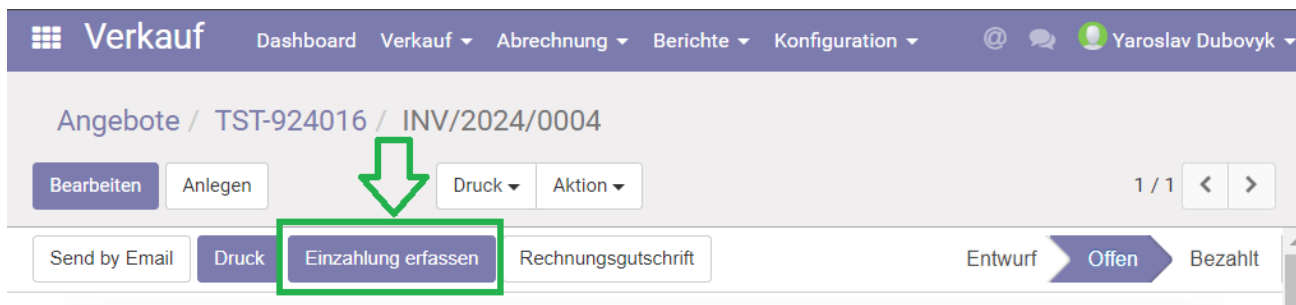 Verkauf Dashboard Verkauf Abrechnung Berichte Konfiguration @ Yaroslav Dubovyk
Angebote / TST-924016 / INV/2024/0004
Bearbeiten Anlegen Druck Aktion 1 / 1
Send by Email Druck Einzahlung erfassen Rechnungsgutschrift Entwurf Offen Bezahlt